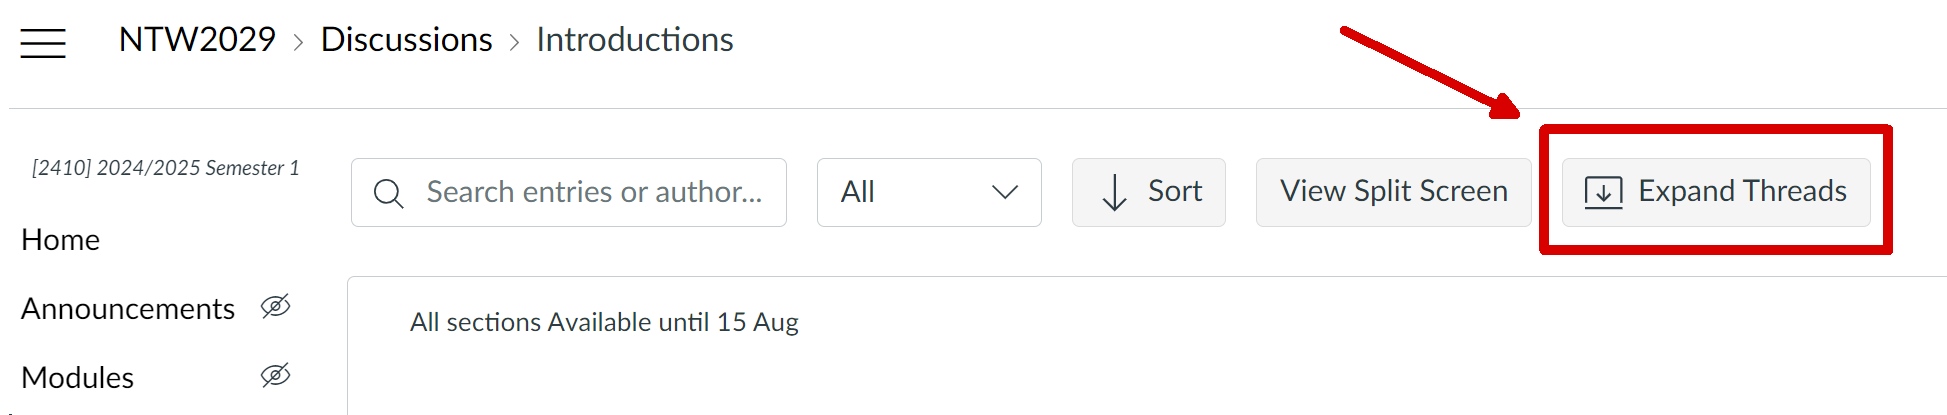 NTW2029 > Discussions > Introductions
[2410] 2024/2025 Semester 1
Search entries or author...
All
Sort
View Split Screen
Expand Threads
Home
Announcements
Modules
All sections Available until 15 Aug